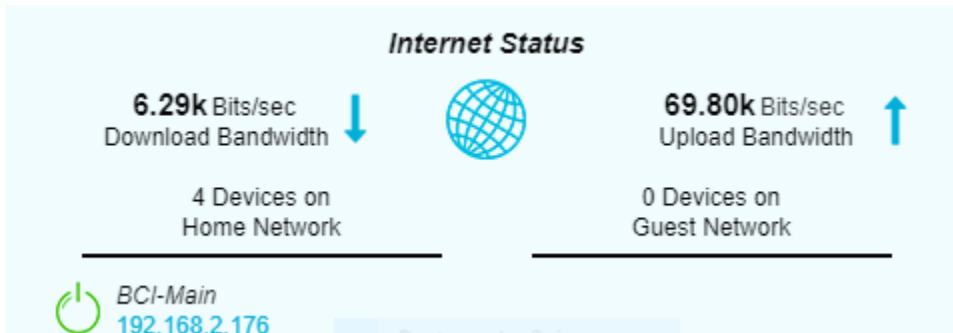 Internet Status
6.29k Bits/sec
Download Bandwidth
69.80k Bits/sec
Upload Bandwidth
4 Devices on
Home Network
0 Devices on
Guest Network
BCI-Main
192.168.2.176